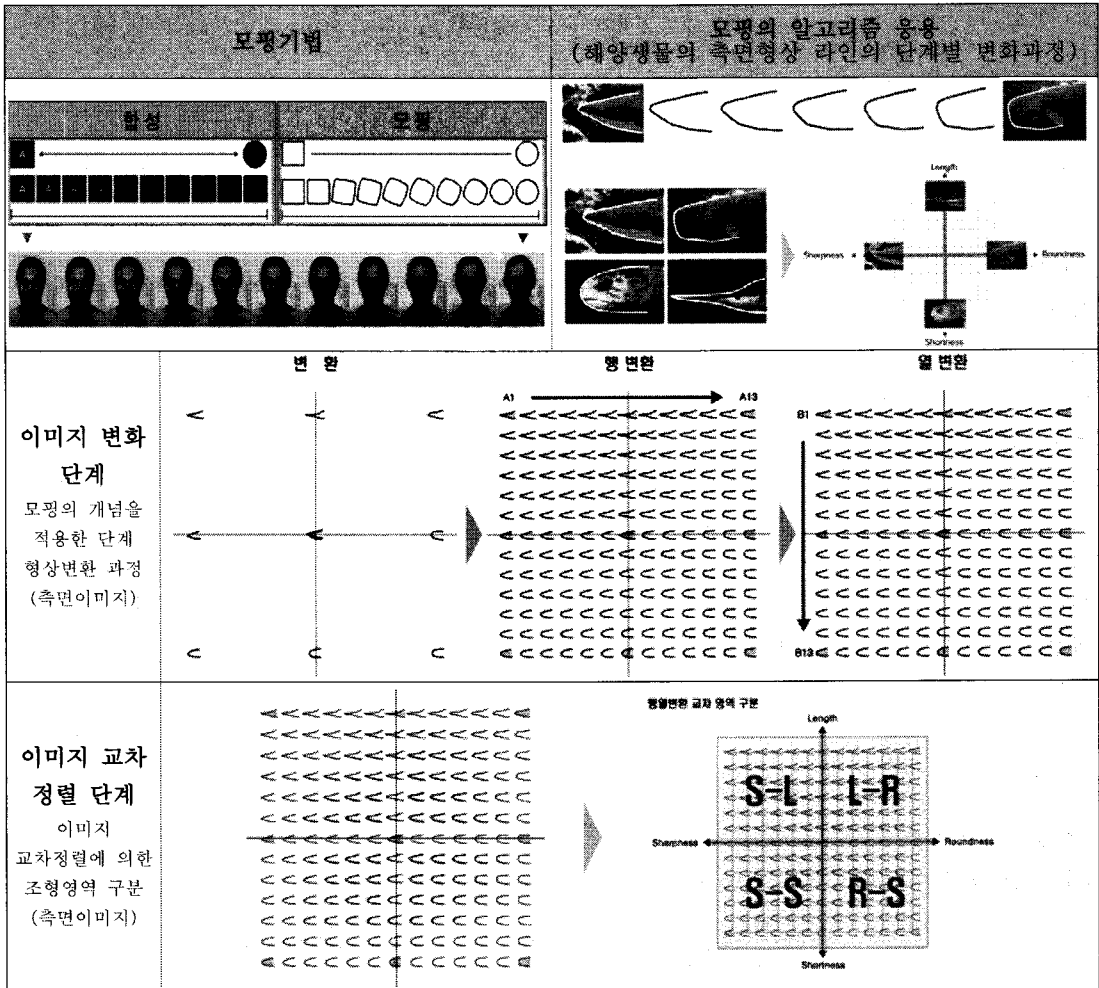 모핑기법
모핑의 알고리즘 응용
(해양생물의 측면형상 라인의 단계별 변화과정)
합성
모핑
A
Length
Sharpness
Roundness
Shortness
이미지 변화
단계
모핑의 개념을
적용한 단계
형상변환 과정
(측면이미지)
변 환
행 변환
A1
A13
열 변환
B1
B13
이미지 교차
정렬 단계
이미지
교차정렬에 의한
조형영역 구분
(측면이미지)
행열변환 교차 영역 구분
Length
S-L
L-R
Sharpness
Roundness
S-S
R-S
Shortness